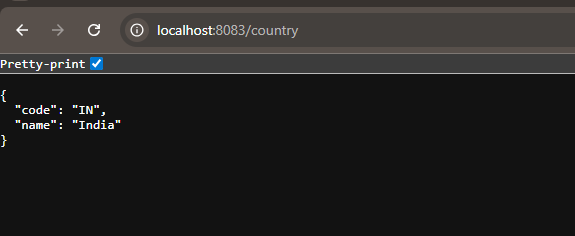 localhost:8083/country
Pretty-print
{
  "code": "IN",
  "name": "India"
}